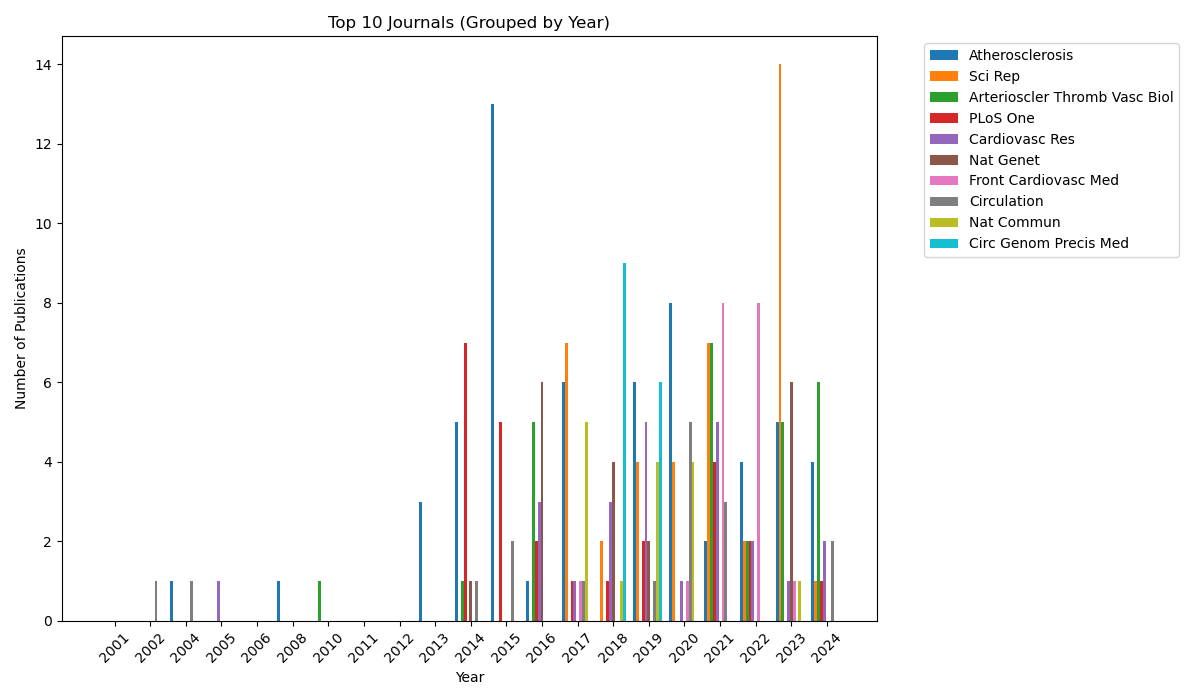 Top 10 Journals (Grouped by Year)
Number of Publications
14
12
10
8
6
4
2
0
2001
2002
2004
2005
2006
2008
2010
2011
2012
2013
2014
2015
2016
2017
2018
2019
2020
2021
2022
2023
2024
Year
Atherosclerosis
Sci Rep
Arterioscler Thromb Vasc Biol
PLoS One
Cardiovasc Res
Nat Genet
Front Cardiovasc Med
Circulation
Nat Commun
Circ Genom Precis Med